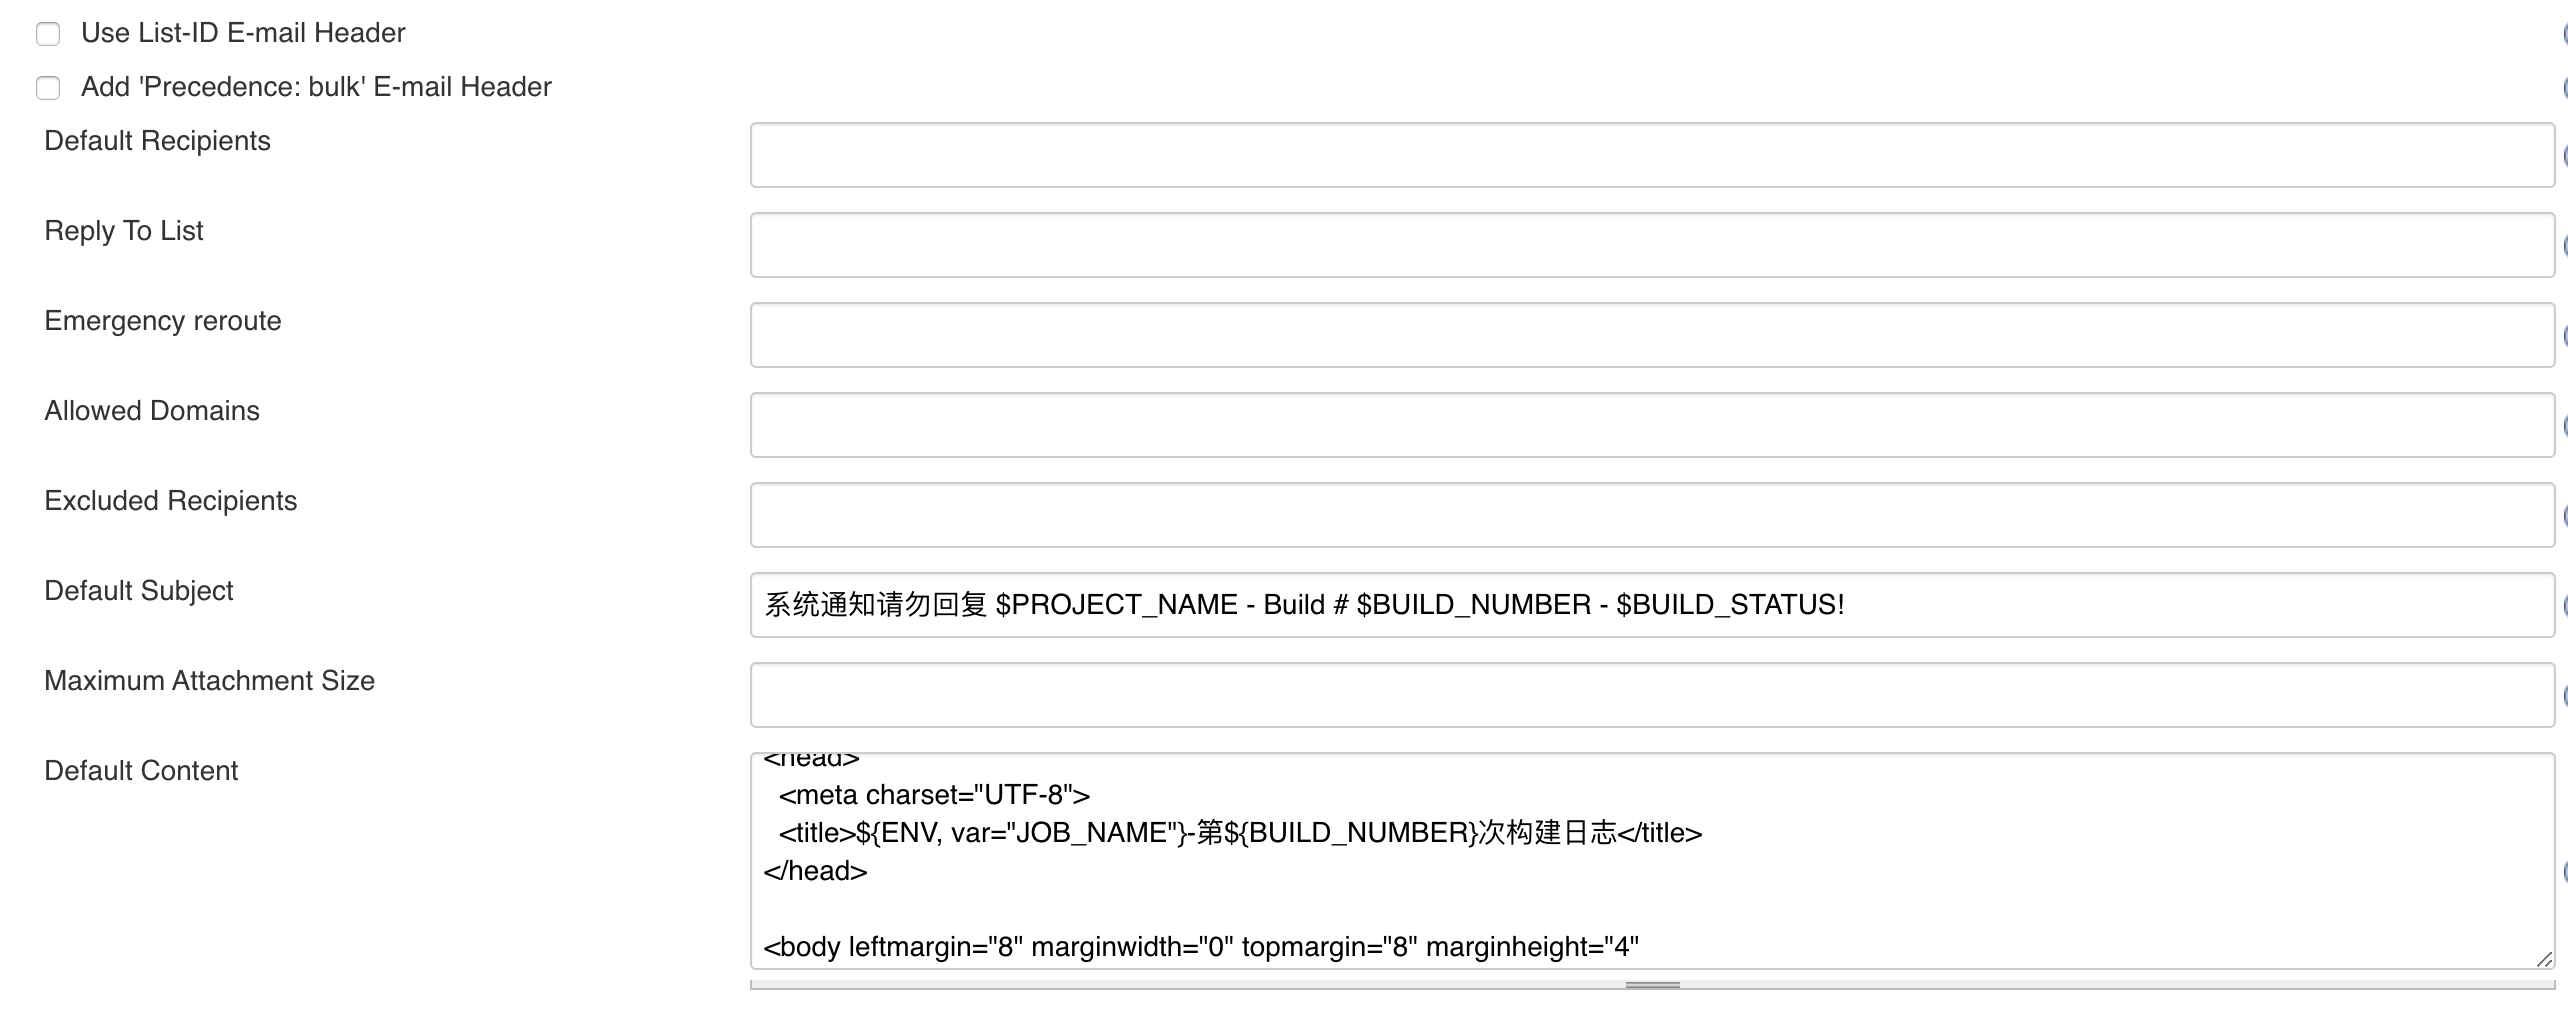 Use List-ID E-mail Header
Add 'Precedence: bulk' E-mail Header
Default Recipients
Reply To List
Emergency reroute
Allowed Domains
Excluded Recipients
Default Subject
系统通知请勿回复 $PROJECT_NAME - Build # $BUILD_NUMBER - $BUILD_STATUS!
Maximum Attachment Size
Default Content
<head>
<meta charset="UTF-8">
<title>${ENV, var="JOB_NAME"}-第${BUILD_NUMBER}次构建日志</title>
</head>
<body leftmargin="8" marginwidth="0" topmargin="8" marginheight="4"